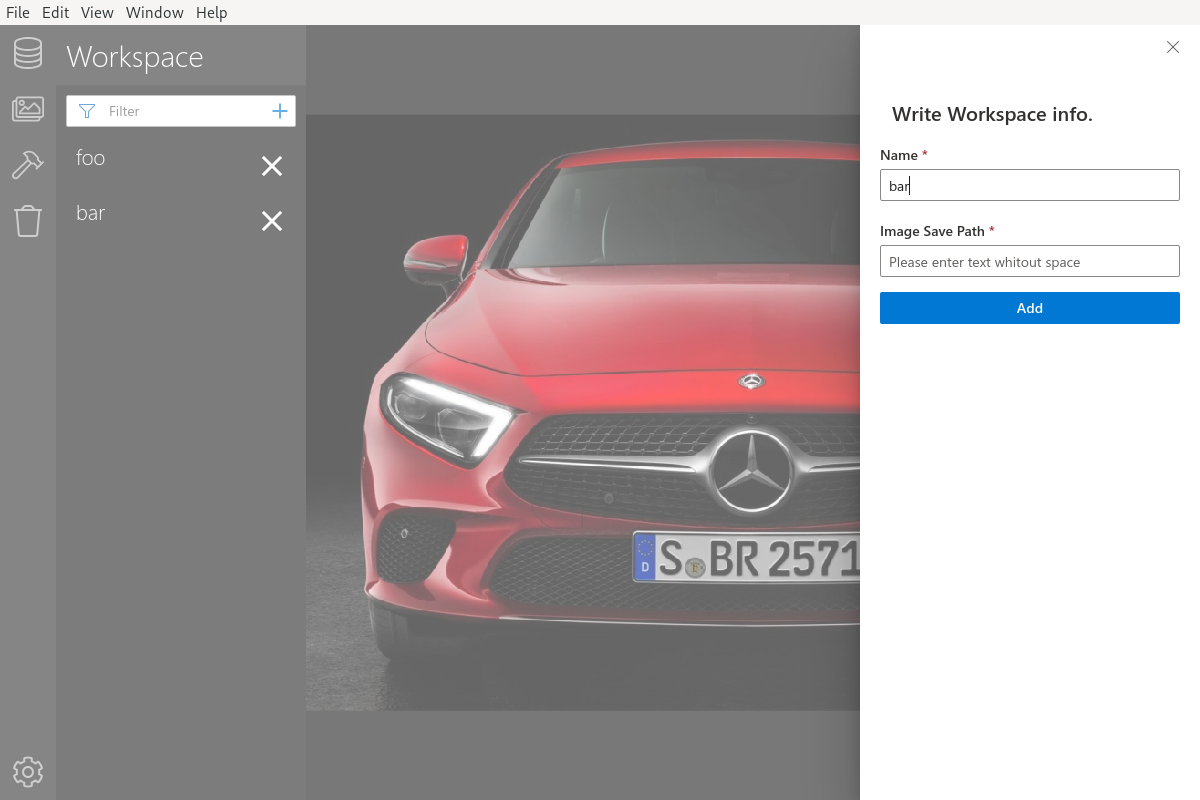 File Edit View Window Help
Workspace
Filter
foo
bar
Write Workspace info.
Name *
bar
Image Save Path *
Please enter text whitout space
Add
S BR 2571
D